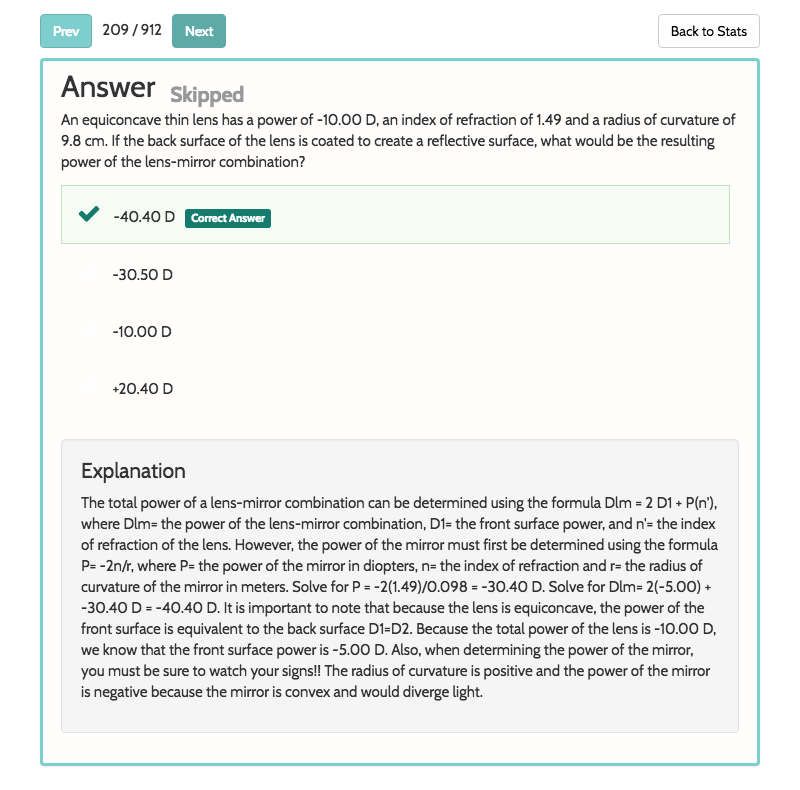 Prev 209 / 912 Next Back to Stats
Answer Skipped
An equiconcave thin lens has a power of -10.00 D, an index of refraction of 1.49 and a radius of curvature of
9.8 cm. If the back surface of the lens is coated to create a reflective surface, what would be the resulting
power of the lens-mirror combination?
-40.40 D Correct Answer
-30.50 D
-10.00 D
+20.40 D
Explanation
The total power of a lens-mirror combination can be determined using the formula Dlm = 2 D1 + P(n'),
where Dlm= the power of the lens-mirror combination, D1= the front surface power, and n'= the index
of refraction of the lens. However, the power of the mirror must first be determined using the formula
P= -2n/r, where P= the power of the mirror in diopters, n= the index of refraction and r= the radius of
curvature of the mirror in meters. Solve for P = -2(1.49)/0.098 = -30.40 D. Solve for Dlm= 2(-5.00) +
-30.40 D = -40.40 D. It is important to note that because the lens is equiconcave, the power of the
front surface is equivalent to the back surface D1=D2. Because the total power of the lens is -10.00 D,
we know that the front surface power is -5.00 D. Also, when determining the power of the mirror,
you must be sure to watch your signs!! The radius of curvature is positive and the power of the mirror
is negative because the mirror is convex and would diverge light.